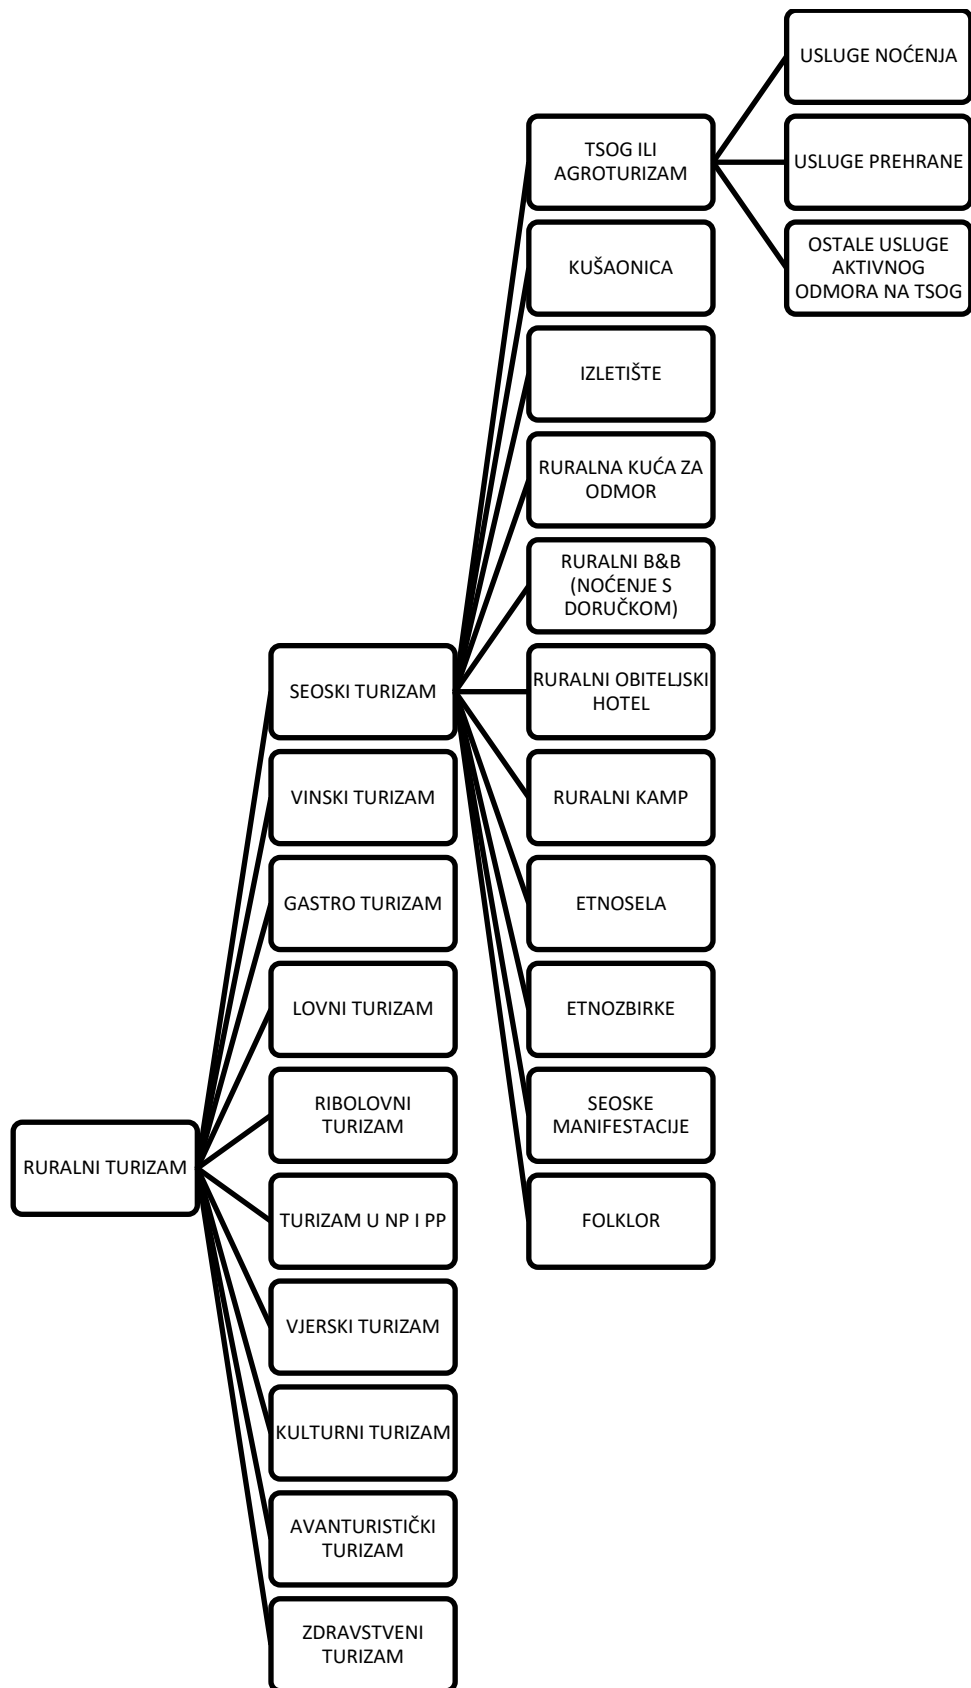 USLUGE NOĆENJA
TSOG ILI
AGROTURIZAM
USLUGE PREHRANE
OSTALE USLUGE
AKTIVNOG
ODMORA NA TSOG
KUŠAONICA
IZLETIŠTE
RURALNA KUĆA ZA
ODMOR
RURALNI B&B
(NOĆENJE S
DORUČKOM)
SEOSKI TURIZAM
RURALNI OBITELJSKI
HOTEL
VINSKI TURIZAM
RURALNI KAMP
GASTRO TURIZAM
ETNOSELA
LOVNI TURIZAM
ETNOZBIRKE
RIBOLOVNI
TURIZAM
SEOSKE
MANIFESTACIJE
RURALNI TURIZAM
TURIZAM U NP I PP
FOLKLOR
VJERSKI TURIZAM
KULTURNI TURIZAM
AVANTURISTIČKI
TURIZAM
ZDRAVSTVENI
TURIZAM